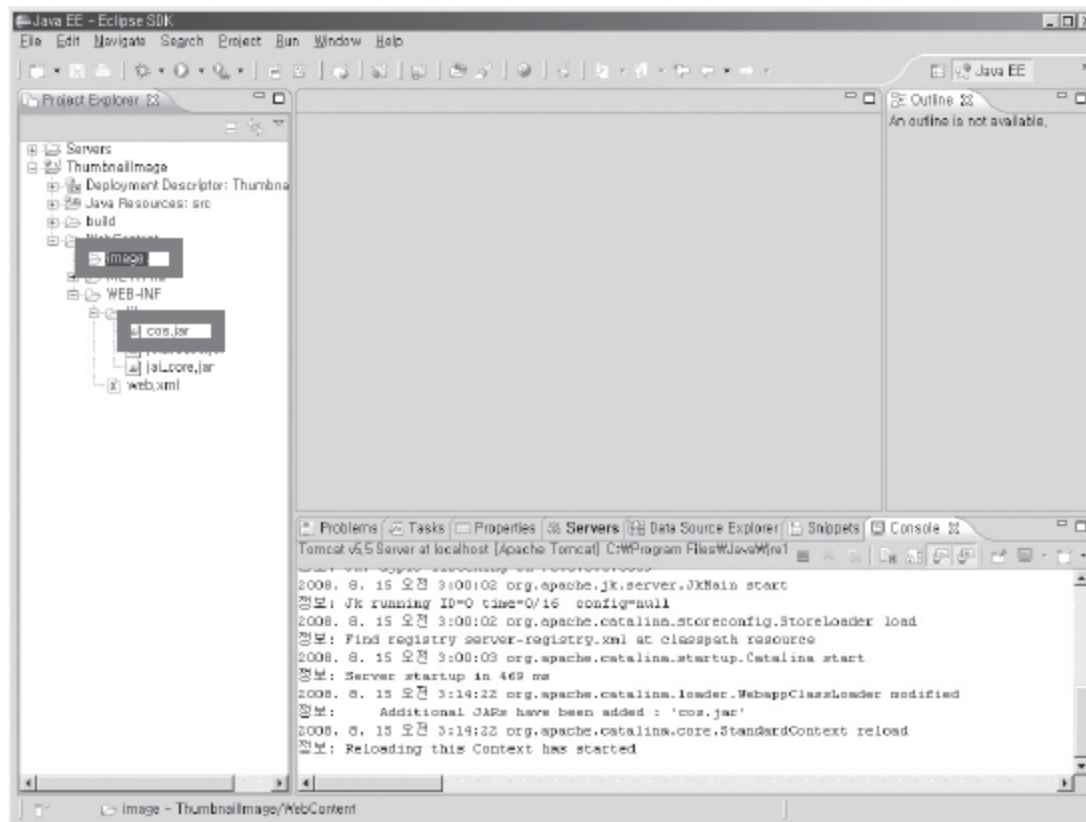 Java EE - Eclipse SDK
File Edit Navigate Search Project Run Window Help
Java EE
Project Explorer
Outline
An outline is not available.
Servers
ThumbnailImage
Deployment Descriptor: Thumbna
Java Resources: src
build
WebContent
image
META-INF
WEB-INF
cos.jar
jai_core.jar
web.xml
Problems Tasks Properties Servers Data Source Explorer Snippets Console
Tomcat v5.5 Server at localhost [Apache Tomcat] C:₩Program Files₩Java₩jre1
2008. 8. 15 오전 3:00:02 org.apache.jk.server.JkMain start
정보: Jk running ID=0 time=0/16 config=null
2008. 8. 15 오전 3:00:02 org.apache.catalina.storeconfig.StoreLoader load
정보: Find registry server-registry.xml at classpath resource
2008. 8. 15 오전 3:00:03 org.apache.catalina.startup.Catalina start
정보: Server startup in 469 ms
2008. 8. 15 오전 3:14:22 org.apache.catalina.loader.WebappClassLoader modified
정보: Additional JARs have been added : 'cos.jar'
2008. 8. 15 오전 3:14:22 org.apache.catalina.core.StandardContext reload
정보: Reloading this Context has started
image - ThumbnailImage/WebContent